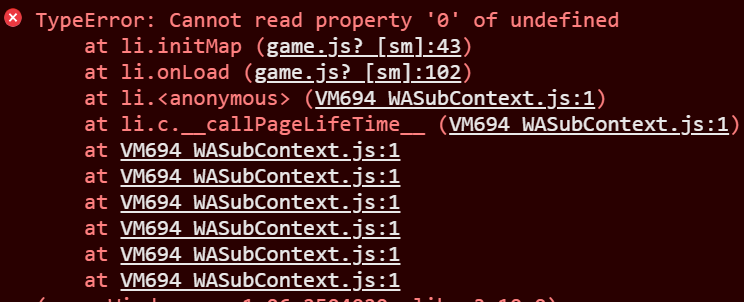 TypeError: Cannot read property '0' of undefined
at li.initMap (game.js? [sm]:43)
at li.onLoad (game.js? [sm]:102)
at li.<anonymous> (VM694 WASubContext.js:1)
at li.c.__callPageLifeTime__ (VM694 WASubContext.js:1)
at VM694 WASubContext.js:1
at VM694 WASubContext.js:1
at VM694 WASubContext.js:1
at VM694 WASubContext.js:1
at VM694 WASubContext.js:1
at VM694 WASubContext.js:1